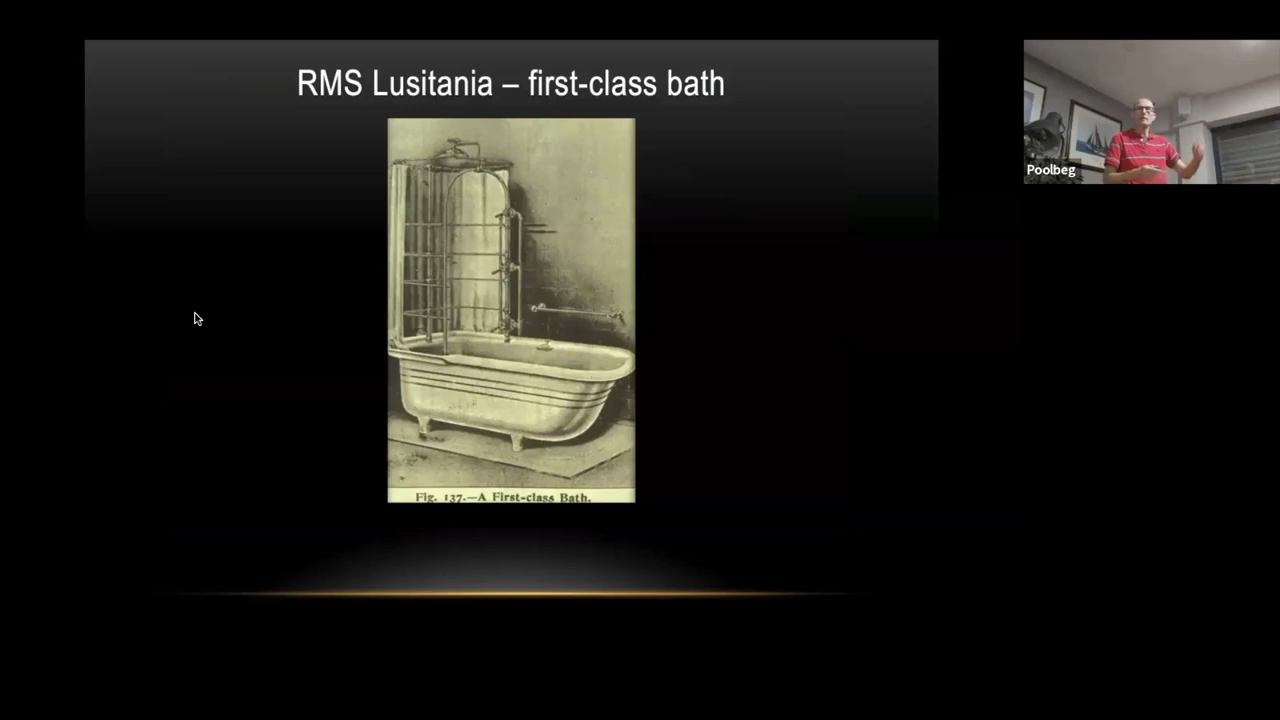 RMS Lusitania – first-class bath
Poolbeg
Fig. 137.—A First-class Bath.